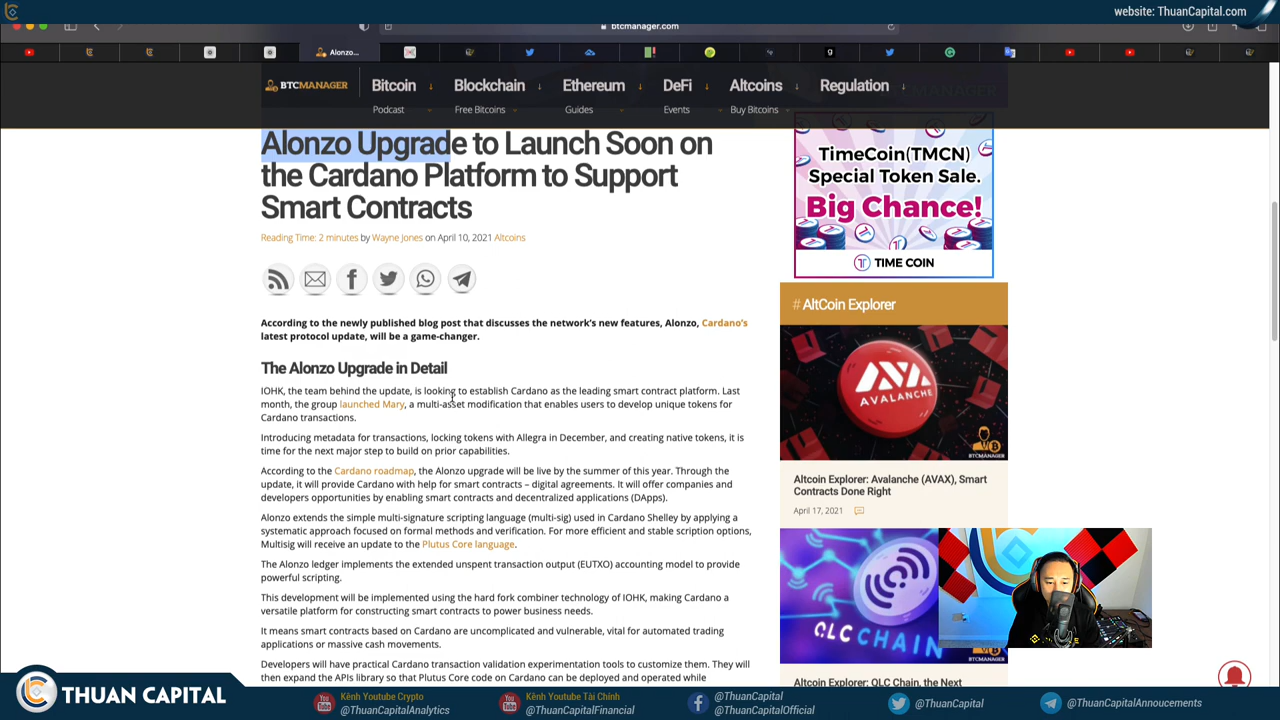 website: ThuanCapital.com
btcmanager.com
Alonzo...
BTCMANAGER
Bitcoin
Blockchain
Ethereum
DeFi
Altcoins
Regulation
Podcast
Free Bitcoins
Guides
Events
Buy Bitcoins
Alonzo Upgrade to Launch Soon on
the Cardano Platform to Support
Smart Contracts
Reading Time: 2 minutes by Wayne Jones on April 10, 2021 Altcoins
According to the newly published blog post that discusses the network's new features, Alonzo, Cardano's
latest protocol update, will be a game-changer.
The Alonzo Upgrade in Detail
IOHK, the team behind the update, is looking to establish Cardano as the leading smart contract platform. Last
month, the group launched Mary, a multi-asset modification that enables users to develop unique tokens for
Cardano transactions.
Introducing metadata for transactions, locking tokens with Allegra in December, and creating native tokens, it is
time for the next major step to build on prior capabilities.
According to the Cardano roadmap, the Alonzo upgrade will be live by the summer of this year. Through the
update, it will provide Cardano with help for smart contracts – digital agreements. It will offer companies and
developers opportunities by enabling smart contracts and decentralized applications (DApps).
Alonzo extends the simple multi-signature scripting language (multi-sig) used in Cardano Shelley by applying a
systematic approach focused on formal methods and verification. For more efficient and stable scription options,
Multisig will receive an update to the Plutus Core language.
The Alonzo ledger implements the extended unspent transaction output (EUTXO) accounting model to provide
powerful scripting.
This development will be implemented using the hard fork combiner technology of IOHK, making Cardano a
versatile platform for constructing smart contracts to power business needs.
It means smart contracts based on Cardano are uncomplicated and vulnerable, vital for automated trading
applications or massive cash movements.
Developers will have practical Cardano transaction validation experimentation tools to customize them. They will
then expand the APIs library so that Plutus Core code on Cardano can be deployed and operated while
TimeCoin(TMCN)
Special Token Sale.
Big Chance!
TIME COIN
# AltCoin Explorer
AVALANCHE
BTCMANAGER
Altcoin Explorer: Avalanche (AVAX), Smart
Contracts Done Right
April 17, 2021
QLC CHAIN
Altcoin Explorer: QLC Chain, the Next
THUAN CAPITAL
Kênh Youtube Crypto
@ThuanCapitalAnalytics
Kênh Youtube Tài Chính
@ThuanCapitalFinancial
@ThuanCapital
@ThuanCapitalOfficial
@ThuanCapital
@ThuanCapitalAnnoucements